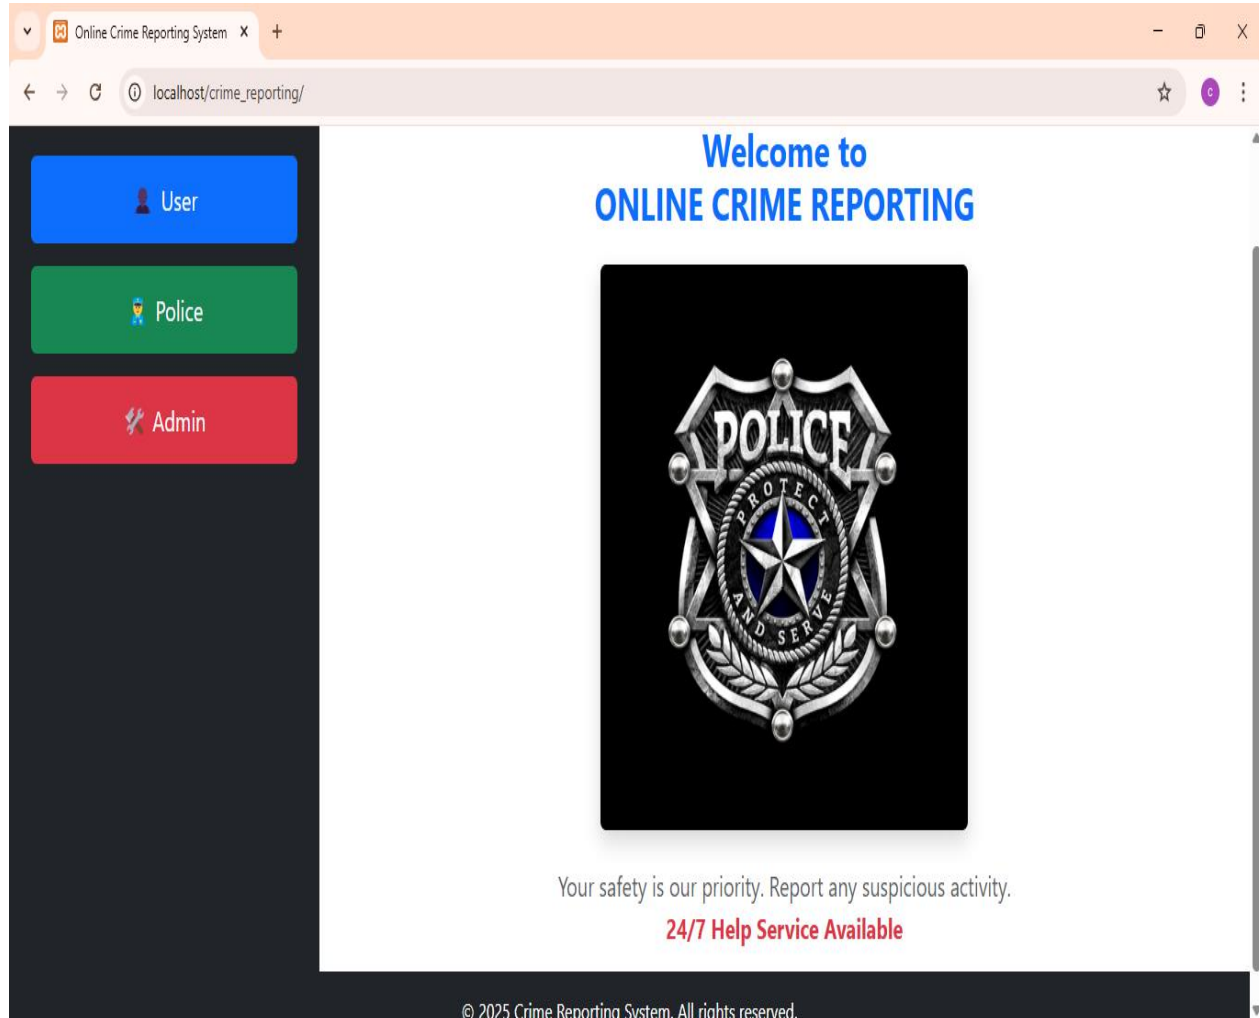 Online Crime Reporting System
localhost/crime_reporting/
C
User
Police
Admin
Welcome to
ONLINE CRIME REPORTING
POLICE
PROTECT
AND SERVE
Your safety is our priority. Report any suspicious activity.
24/7 Help Service Available
© 2025 Crime Reporting System. All rights reserved.